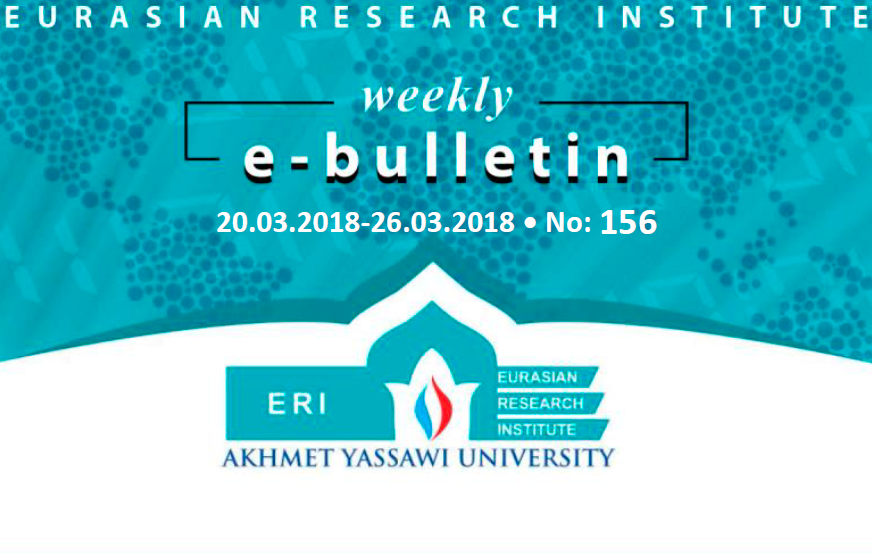 EURASIAN RESEARCH INSTITUTE
weekly
e-bulletin
20.03.2018-26.03.2018 • No: 156
ERI
EURASIAN
RESEARCH
INSTITUTE
AKHMET YASSAWI UNIVERSITY